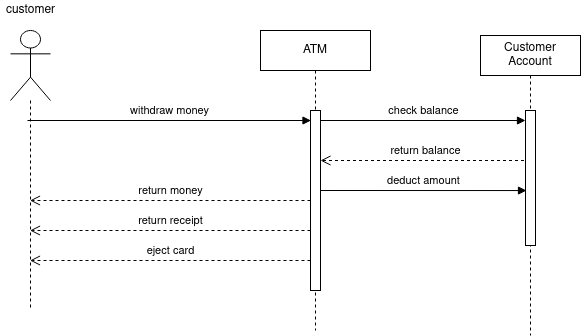 customer
ATM
Customer
Account
withdraw money
check balance
return balance
deduct amount
return money
return receipt
eject card